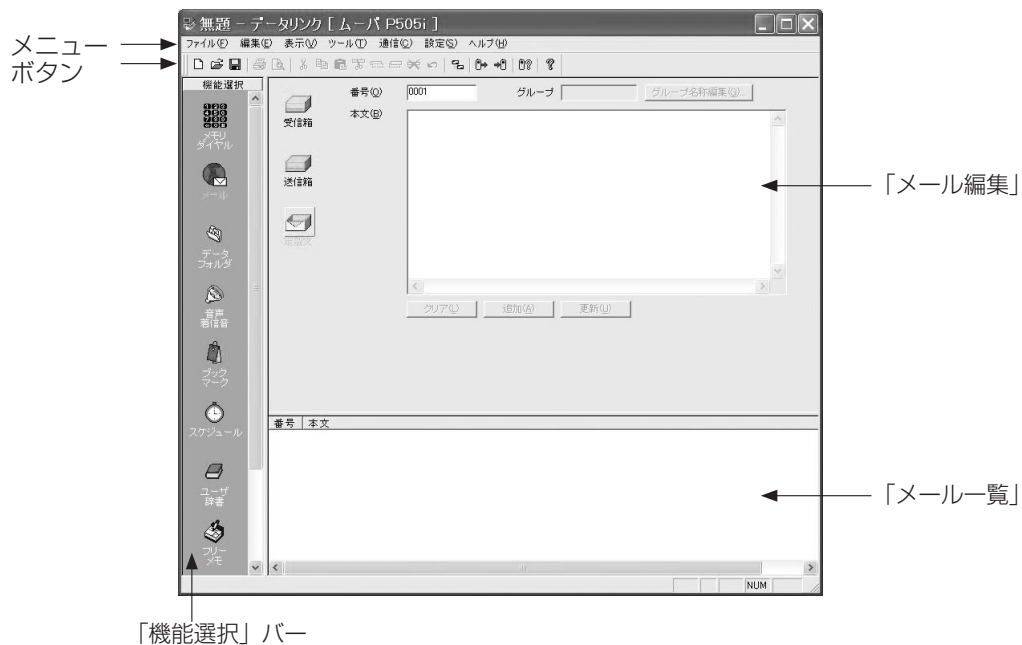 無題 － データリンク [ ムーバ P505i ]
メニュー
ファイル(F) 編集(E) 表示(V) ツール(T) 通信(C) 設定(S) ヘルプ(H)
ボタン
機能選択
番号(O) 0001 グループ グループ名称編集(G)...
本文(B)
受信箱
送信箱
定型文
メモリ
ダイヤル
メール
データ
フォルダ
音声
着信音
ブック
マーク
スケジュール
ユーザ
辞書
フリー
メモ
「メール編集」
クリア(L) 追加(A) 更新(U)
番号 本文
「メール一覧」
NUM
「機能選択」バー